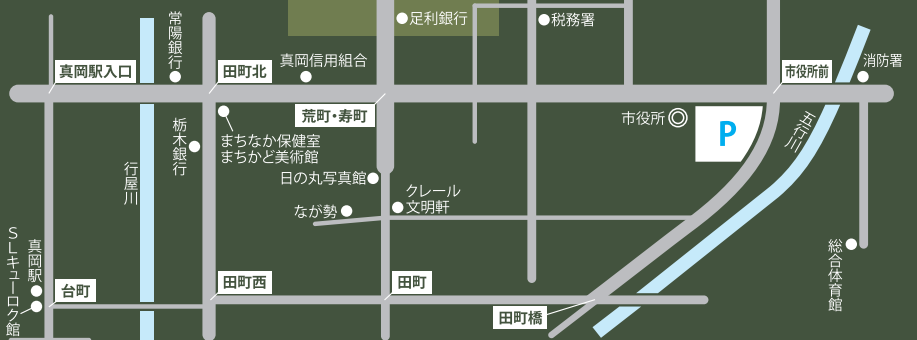 足利銀行
税務署
常陽銀行
真岡駅入口
田町北
真岡信用組合
市役所前
消防署
荒町・寿町
市役所
P
五行川
栃木銀行
まちなか保健室
まちかど美術館
行屋川
日の丸写真館
クレール
文明軒
なが勢
総合体育館
真岡駅
SLキューロク館
台町
田町西
田町
田町橋